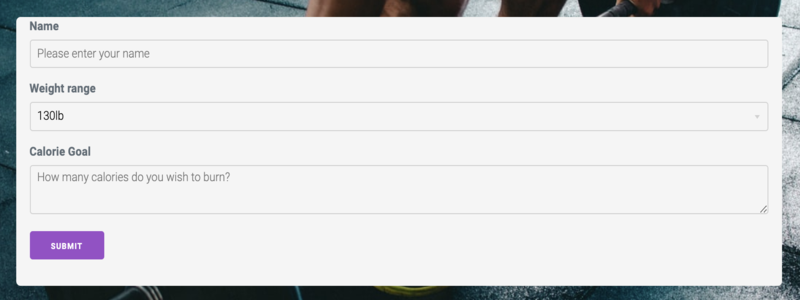 Name
Please enter your name
Weight range
130lb
Calorie Goal
How many calories do you wish to burn?
SUBMIT